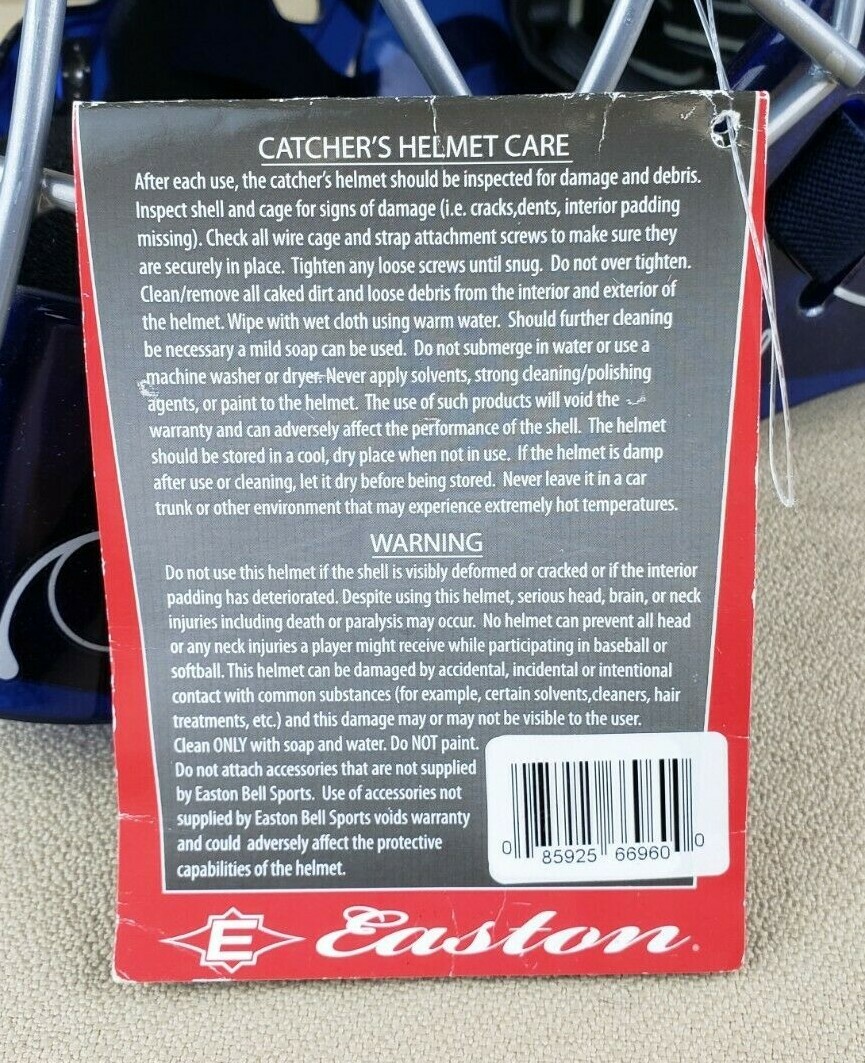 CATCHER'S HELMET CARE
After each use, the catcher's helmet should be inspected for damage and debris.
Inspect shell and cage for signs of damage (i.e. cracks,dents, interior padding
missing). Check all wire cage and strap attachment screws to make sure they
are securely in place. Tighten any loose screws until snug. Do not over tighten.
Clean/remove all caked dirt and loose debris from the interior and exterior of
the helmet. Wipe with wet cloth using warm water. Should further cleaning
be necessary a mild soap can be used. Do not submerge in water or use a
machine washer or dryer. Never apply solvents, strong cleaning/polishing
agents, or paint to the helmet. The use of such products will void the
warranty and can adversely affect the performance of the shell. The helmet
should be stored in a cool, dry place when not in use. If the helmet is damp
after use or cleaning, let it dry before being stored. Never leave it in a car
trunk or other environment that may experience extremely hot temperatures.
WARNING
Do not use this helmet if the shell is visibly deformed or cracked or if the interior
padding has deteriorated. Despite using this helmet, serious head, brain, or neck
injuries including death or paralysis may occur. No helmet can prevent all head
or any neck injuries a player might receive while participating in baseball or
softball. This helmet can be damaged by accidental, incidental or intentional
contact with common substances (for example, certain solvents,cleaners, hair
treatments, etc.) and this damage may or may not be visible to the user.
Clean ONLY with soap and water. Do NOT paint.
Do not attach accessories that are not supplied
by Easton Bell Sports. Use of accessories not
supplied by Easton Bell Sports voids warranty
and could adversely affect the protective
capabilities of the helmet.
0 85925 66960 0
E Easton.